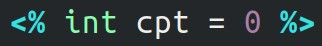 <% int cpt = 0 %>